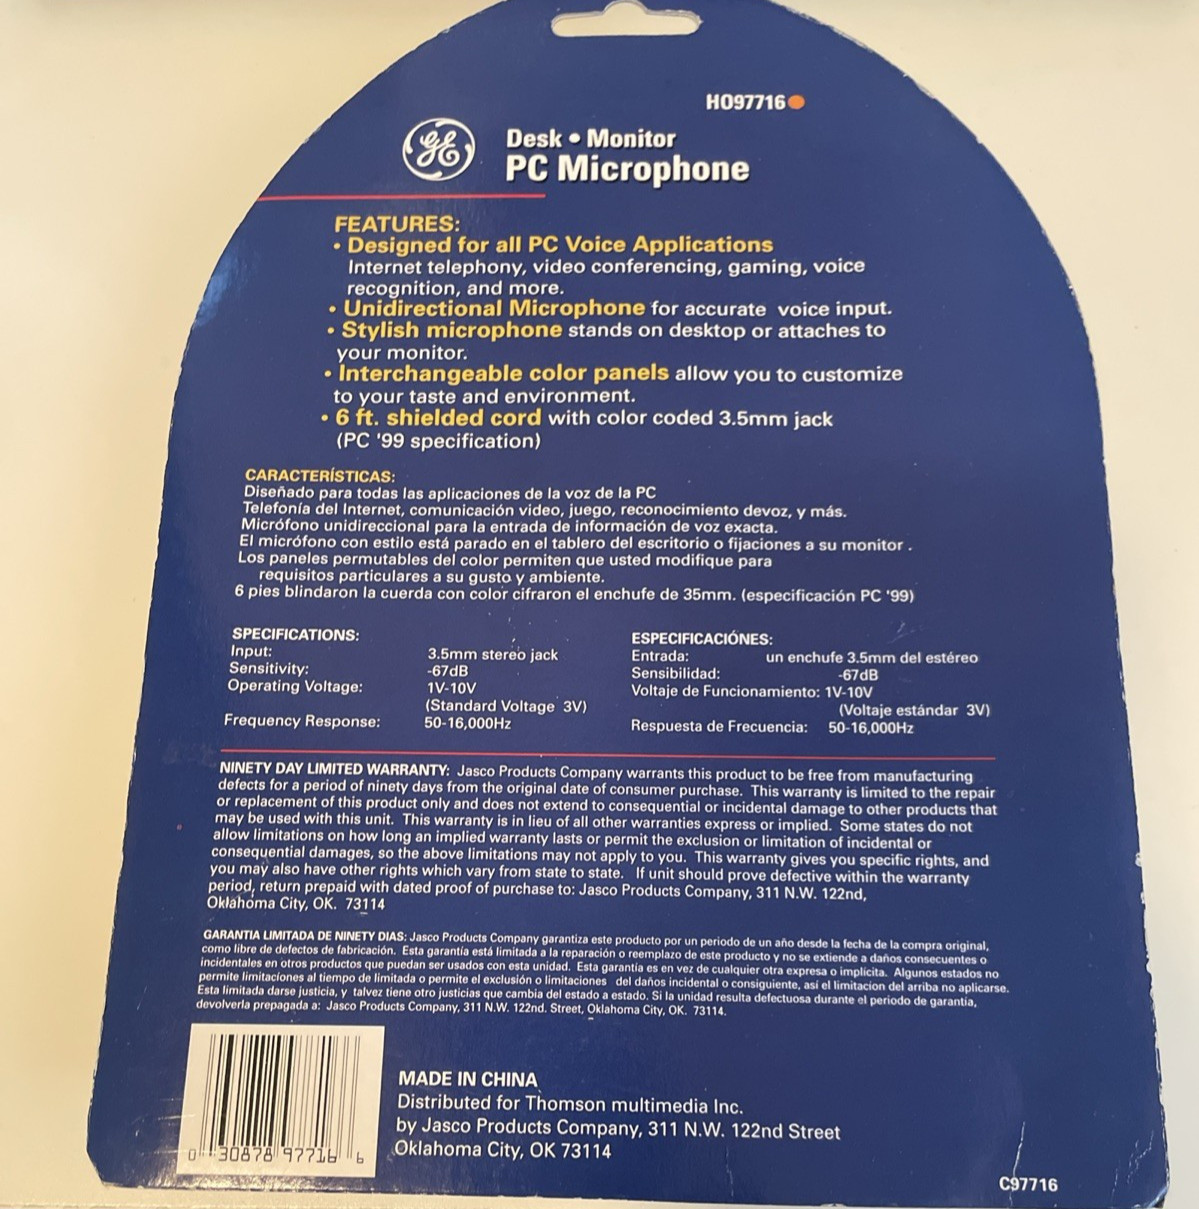 HO97716
GE
Desk • Monitor
PC Microphone
FEATURES:
• Designed for all PC Voice Applications
Internet telephony, video conferencing, gaming, voice
recognition, and more.
• Unidirectional Microphone for accurate voice input.
• Stylish microphone stands on desktop or attaches to
your monitor.
• Interchangeable color panels allow you to customize
to your taste and environment.
• 6 ft. shielded cord with color coded 3.5mm jack
(PC '99 specification)
CARACTERÍSTICAS:
Diseñado para todas las aplicaciones de la voz de la PC
Telefonía del Internet, comunicación video, juego, reconocimiento devoz, y más.
Micrófono unidireccional para la entrada de información de voz exacta.
El micrófono con estilo está parado en el tablero del escritorio o fijaciones a su monitor .
Los paneles permutables del color permiten que usted modifique para
requisitos particulares a su gusto y ambiente.
6 pies blindaron la cuerda con color cifraron el enchufe de 35mm. (especificación PC '99)
SPECIFICATIONS:
Input: 3.5mm stereo jack
Sensitivity: -67dB
Operating Voltage: 1V-10V
(Standard Voltage 3V)
Frequency Response: 50-16,000Hz
ESPECIFICACIÓNES:
Entrada: un enchufe 3.5mm del estéreo
Sensibilidad: -67dB
Voltaje de Funcionamiento: 1V-10V
(Voltaje estándar 3V)
Respuesta de Frecuencia: 50-16,000Hz
NINETY DAY LIMITED WARRANTY: Jasco Products Company warrants this product to be free from manufacturing
defects for a period of ninety days from the original date of consumer purchase. This warranty is limited to the repair
or replacement of this product only and does not extend to consequential or incidental damage to other products that
may be used with this unit. This warranty is in lieu of all other warranties express or implied. Some states do not
allow limitations on how long an implied warranty lasts or permit the exclusion or limitation of incidental or
consequential damages, so the above limitations may not apply to you. This warranty gives you specific rights, and
you may also have other rights which vary from state to state. If unit should prove defective within the warranty
period, return prepaid with dated proof of purchase to: Jasco Products Company, 311 N.W. 122nd,
Oklahoma City, OK. 73114
GARANTIA LIMITADA DE NINETY DIAS: Jasco Products Company garantiza este producto por un periodo de un año desde la fecha de la compra original,
como libre de defectos de fabricación. Esta garantía está limitada a la reparación o reemplazo de este producto y no se extiende a daños consecuentes o
incidentales en otros productos que puedan ser usados con esta unidad. Esta garantía es en vez de cualquier otra expresa o implícita. Algunos estados no
permite limitaciones al tiempo de limitada o permite el exclusión o limitaciones del daños incidental o consiguiente, así el limitacion del arriba no aplicarse.
Esta limitada darse justicia, y talvez tiene otro justicias que cambia del estado a estado. Si la unidad resulta defectuosa durante el periodo de garantía,
devolverla prepagada a: Jasco Products Company, 311 N.W. 122nd. Street, Oklahoma City, OK. 73114.
0 30878 97716 6
MADE IN CHINA
Distributed for Thomson multimedia Inc.
by Jasco Products Company, 311 N.W. 122nd Street
Oklahoma City, OK 73114
C97716